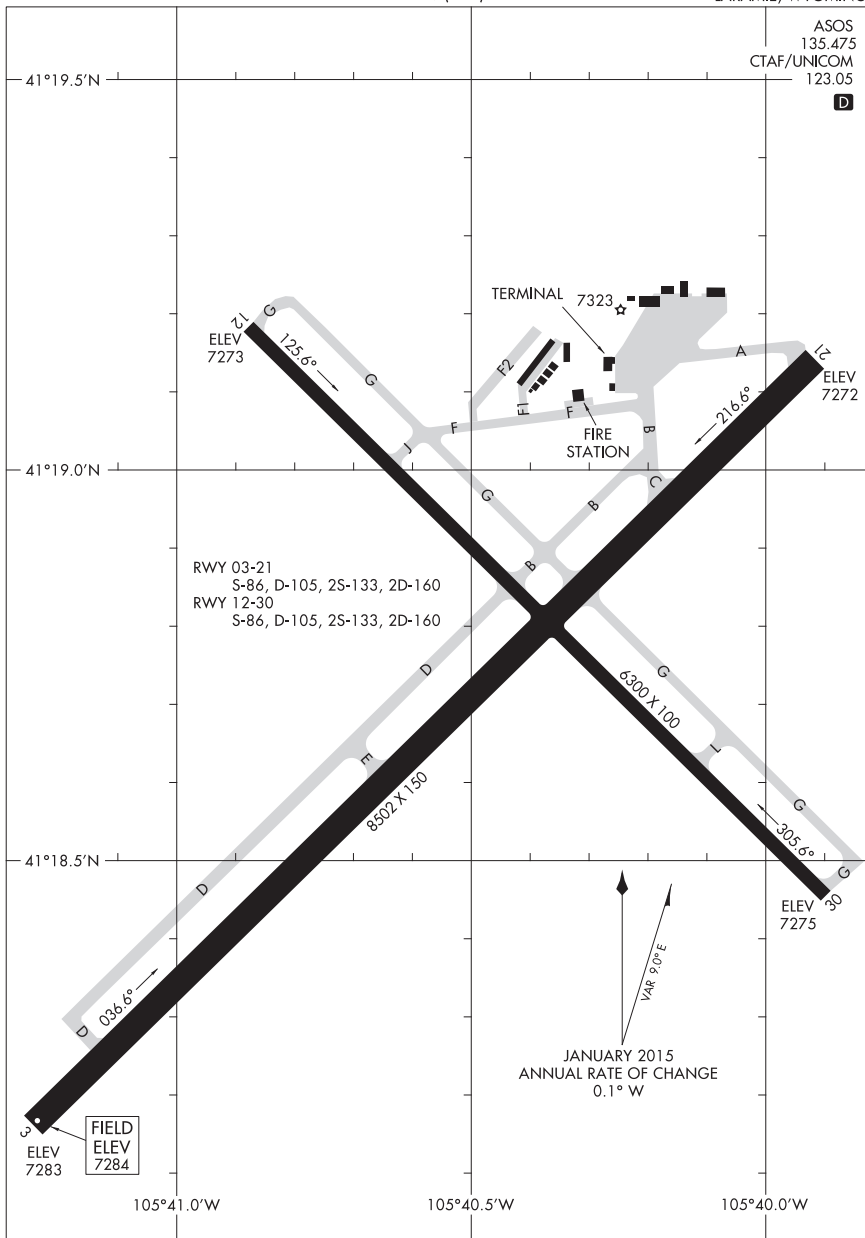 ASOS
135.475
CTAF/UNICOM
123.05
D
41°19.5'N
TERMINAL
7323
G
12
ELEV
7273
125.6°
G
F2
F1
F
F
FIRE
STATION
A
21
ELEV
7272
216.6°
B
J
41°19.0'N
G
C
B
B
RWY 03-21
S-86, D-105, 2S-133, 2D-160
RWY 12-30
S-86, D-105, 2S-133, 2D-160
D
G
6300 X 100
E
L
8502 X 150
G
305.6°
41°18.5'N
G
30
ELEV
7275
D
VAR 9.0° E
036.6°
D
JANUARY 2015
ANNUAL RATE OF CHANGE
0.1° W
3
ELEV
7283
FIELD
ELEV
7284
105°41.0'W
105°40.5'W
105°40.0'W